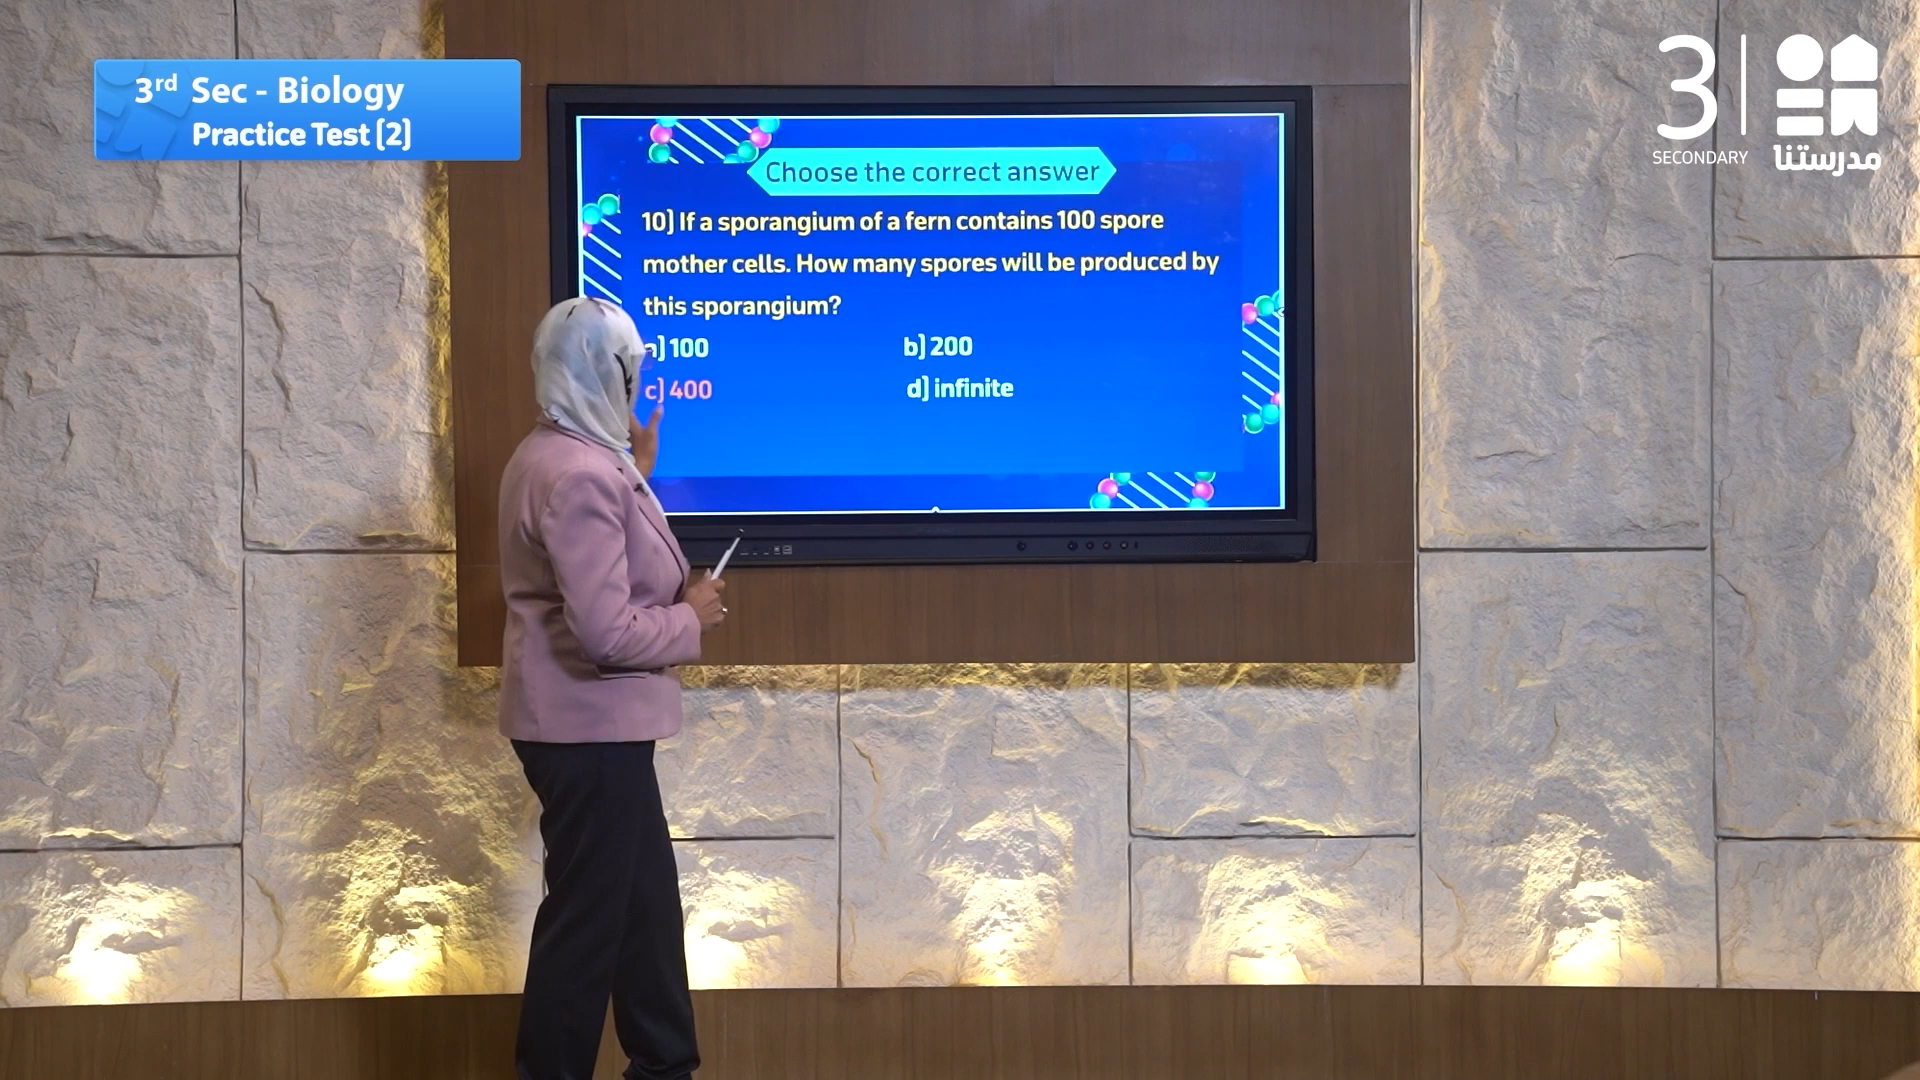 3rd Sec - Biology
Practice Test (2)
3
SECONDARY
مدرستنا
Choose the correct answer
10) If a sporangium of a fern contains 100 spore
mother cells. How many spores will be produced by
this sporangium?
a) 100
b) 200
c) 400
d) infinite